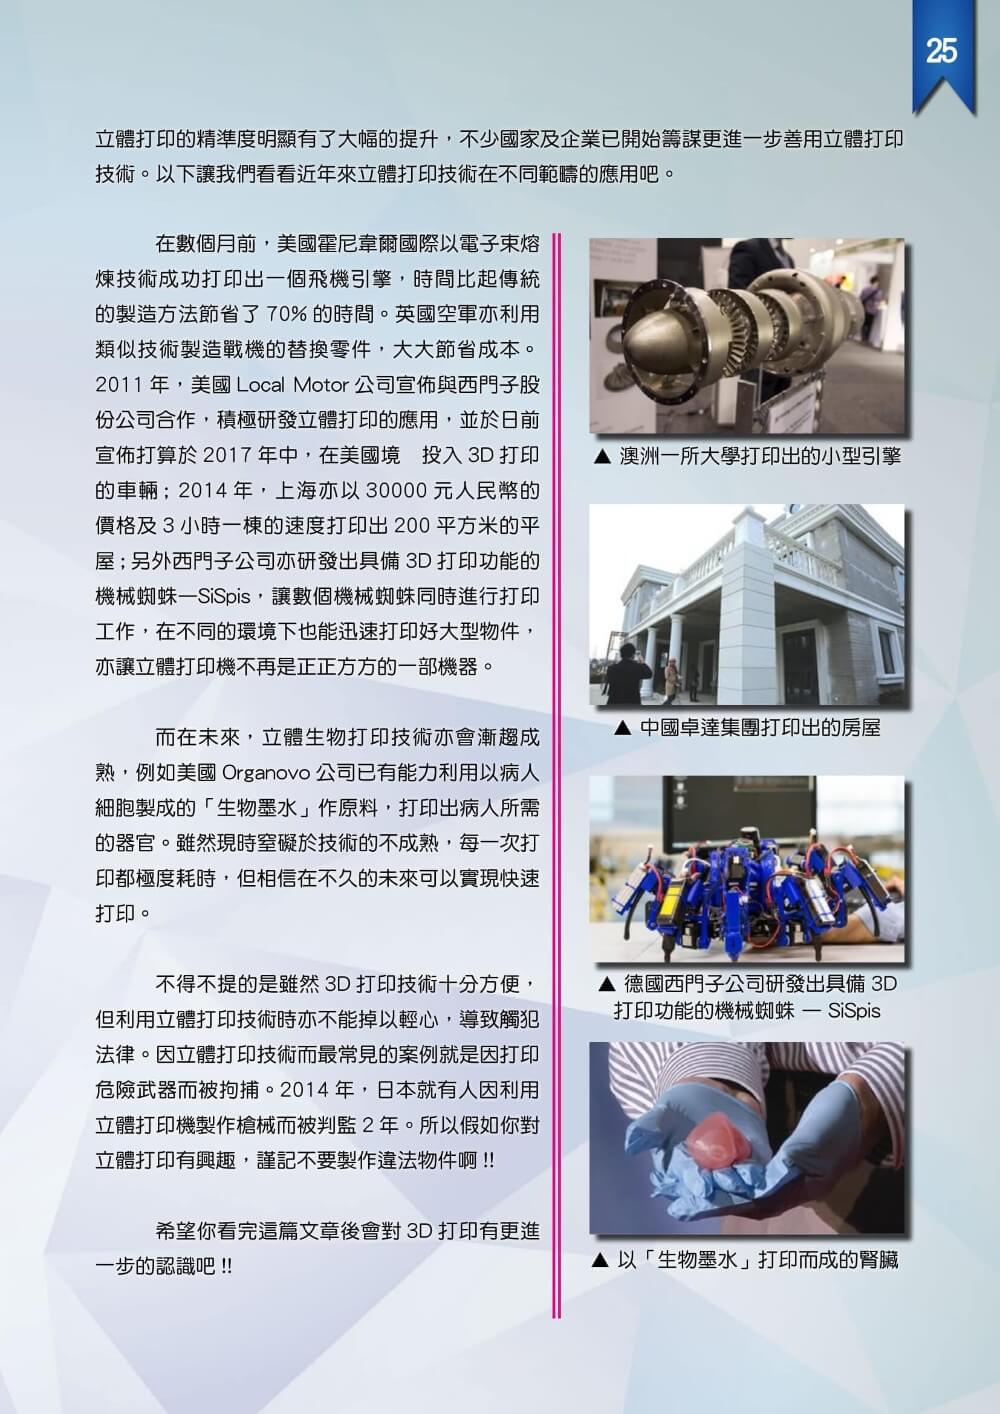 25
立體打印的精準度明顯有了大幅的提升，不少國家及企業已開始籌謀更進一步善用立體打印
技術。以下讓我們看看近年來立體打印技術在不同範疇的應用吧。
在數個月前，美國霍尼韋爾國際以電子束熔
煉技術成功打印出一個飛機引擎，時間比起傳統
的製造方法節省了 70% 的時間。英國空軍亦利用
類似技術製造戰機的替換零件，大大節省成本。
2011 年，美國 Local Motor 公司宣佈與西門子股
份公司合作，積極研發立體打印的應用，並於日前
宣佈打算於 2017 年中，在美國境　投入 3D 打印
的車輛；2014 年，上海亦以 30000 元人民幣的
價格及 3 小時一棟的速度打印出 200 平方米的平
屋；另外西門子公司亦研發出具備 3D 打印功能的
機械蜘蛛—SiSpis，讓數個機械蜘蛛同時進行打印
工作，在不同的環境下也能迅速打印好大型物件，
亦讓立體打印機不再是正正方方的一部機器。
而在未來，立體生物打印技術亦會漸趨成
熟，例如美國 Organovo 公司已有能力利用以病人
細胞製成的「生物墨水」作原料，打印出病人所需
的器官。雖然現時窒礙於技術的不成熟，每一次打
印都極度耗時，但相信在不久的未來可以實現快速
打印。
不得不提的是雖然 3D 打印技術十分方便，
但利用立體打印技術時亦不能掉以輕心，導致觸犯
法律。因立體打印技術而最常見的案例就是因打印
危險武器而被拘捕。2014 年，日本就有人因利用
立體打印機製作槍械而被判監 2 年。所以假如你對
立體打印有興趣，謹記不要製作違法物件啊 !!
希望你看完這篇文章後會對 3D 打印有更進
一步的認識吧 !!
▲ 澳洲一所大學打印出的小型引擎
▲ 中國卓達集團打印出的房屋
▲ 德國西門子公司研發出具備 3D
打印功能的機械蜘蛛 — SiSpis
▲ 以「生物墨水」打印而成的腎臟